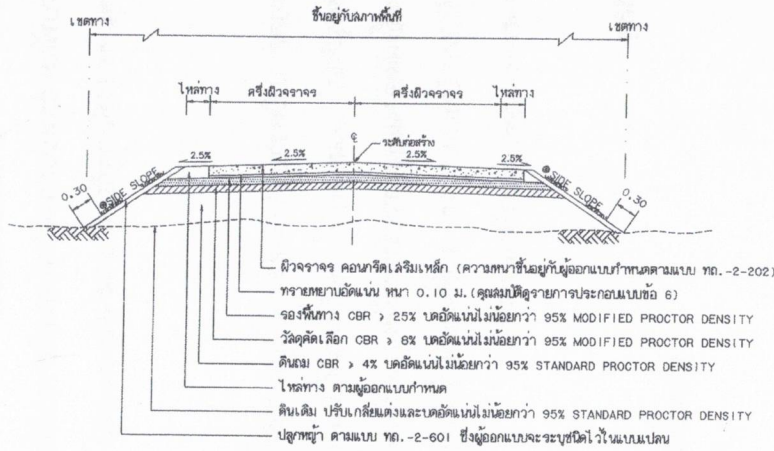 ขึ้นอยู่กับสภาพพื้นที่
เขตทาง
เขตทาง
ไหล่ทาง
ครึ่งผิวจราจร
ครึ่งผิวจราจร
ไหล่ทาง
℄
ระดับก่อสร้าง
2.5%
2.5%
2.5%
2.5%
0.30
SIDE SLOPE
SIDE SLOPE
0.30
ผิวจราจร คอนกรีตเสริมเหล็ก (ความหนาขึ้นอยู่กับผู้ออกแบบกำหนดตามแบบ ทถ.-2-202)
ทรายหยาบอัดแน่น หนา 0.10 ม.(คุณสมบัติดูรายการประกอบแบบข้อ 6)
รองพื้นทาง CBR > 25% บดอัดแน่นไม่น้อยกว่า 95% MODIFIED PROCTOR DENSITY
วัสดุคัดเลือก CBR > 8% บดอัดแน่นไม่น้อยกว่า 95% MODIFIED PROCTOR DENSITY
ดินถม CBR > 4% บดอัดแน่นไม่น้อยกว่า 95% STANDARD PROCTOR DENSITY
ไหล่ทาง ตามผู้ออกแบบกำหนด
ดินเดิม ปรับเกลี่ยแต่งและบดอัดแน่นไม่น้อยกว่า 95% STANDARD PROCTOR DENSITY
ปลูกหญ้า ตามแบบ ทถ.-2-601 ซึ่งผู้ออกแบบจะระบุชนิดไว้ในแบบแปลน